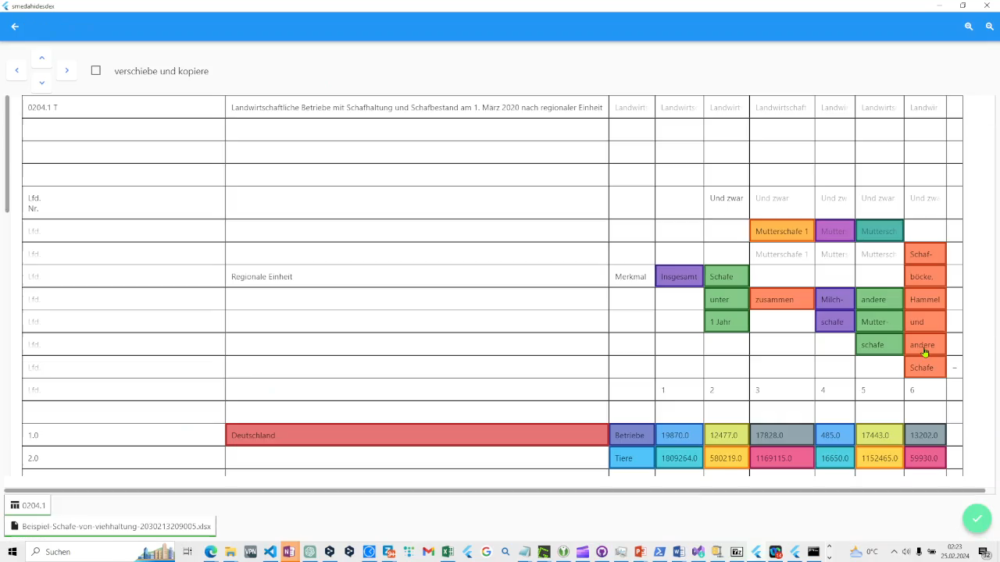 smedahidesdex
verschiebe und kopiere
0204.1 T Landwirtschaftliche Betriebe mit Schafhaltung und Schafbestand am 1. März 2020 nach regionaler Einheit Landwirts Landwirts Landwirt Landwirtschaft Landwi Landwirts Landwir
Lfd. Und zwar Und zwar Und zw Und zwar Und zwa
Nr.
Lfd. Mutterschafe 1 Mutters Muttersch
Lfd. Mutterschafe 1 Mutters Muttersch Schaf-
Lfd. Regionale Einheit Merkmal Insgesamt Schafe böcke,
Lfd. unter zusammen Milch- andere Hammel
Lfd. 1 Jahr schafe Mutter- und
Lfd. schafe andere
Lfd. Schafe –
Lfd. 1 2 3 4 5 6
1.0 Deutschland Betriebe 19870.0 12477.0 17828.0 485.0 17443.0 13202.0
2.0 Tiere 1809264.0 580219.0 1169115.0 16650.0 1152465.0 59930.0
0204.1
Beispiel-Schafe-von-viehhaltung-2030213209005.xlsx
Suchen VPN 0°C 02:23
25.02.2024